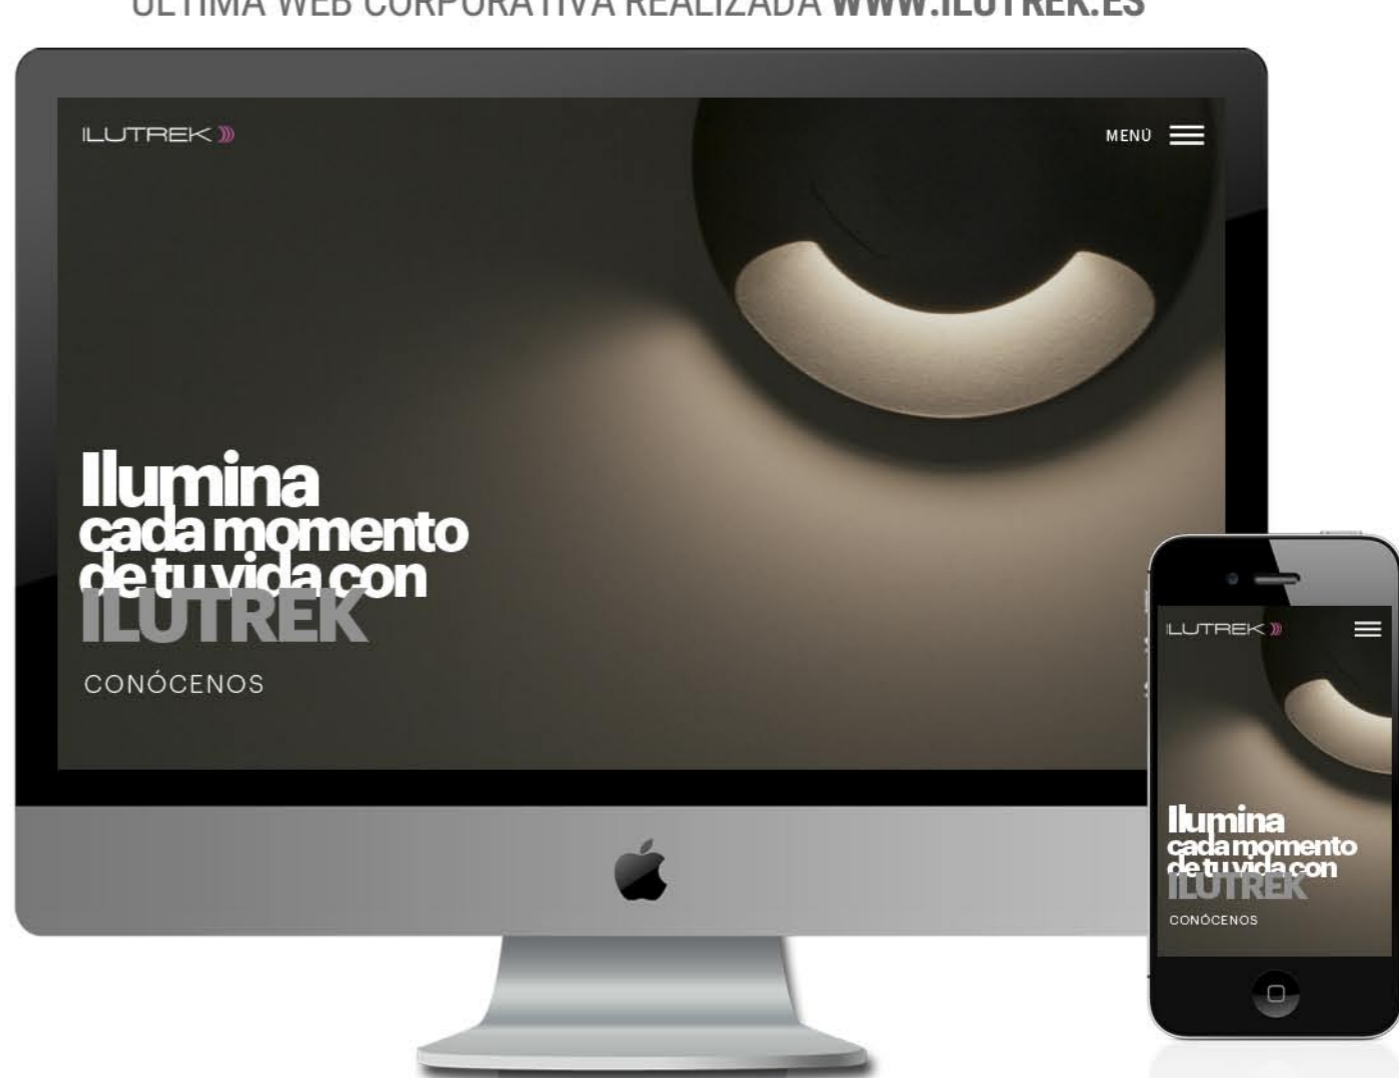 ÚLTIMA WEB CORPORATIVA REALIZADA WWW.ILUTREK.ES
ILUTREK
MENÚ
Ilumina
cada momento
de tu vida con
ILUTREK
CONÓCENOS
ILUTREK
Ilumina
cada momento
de tu vida con
ILUTREK
CONÓCENOS